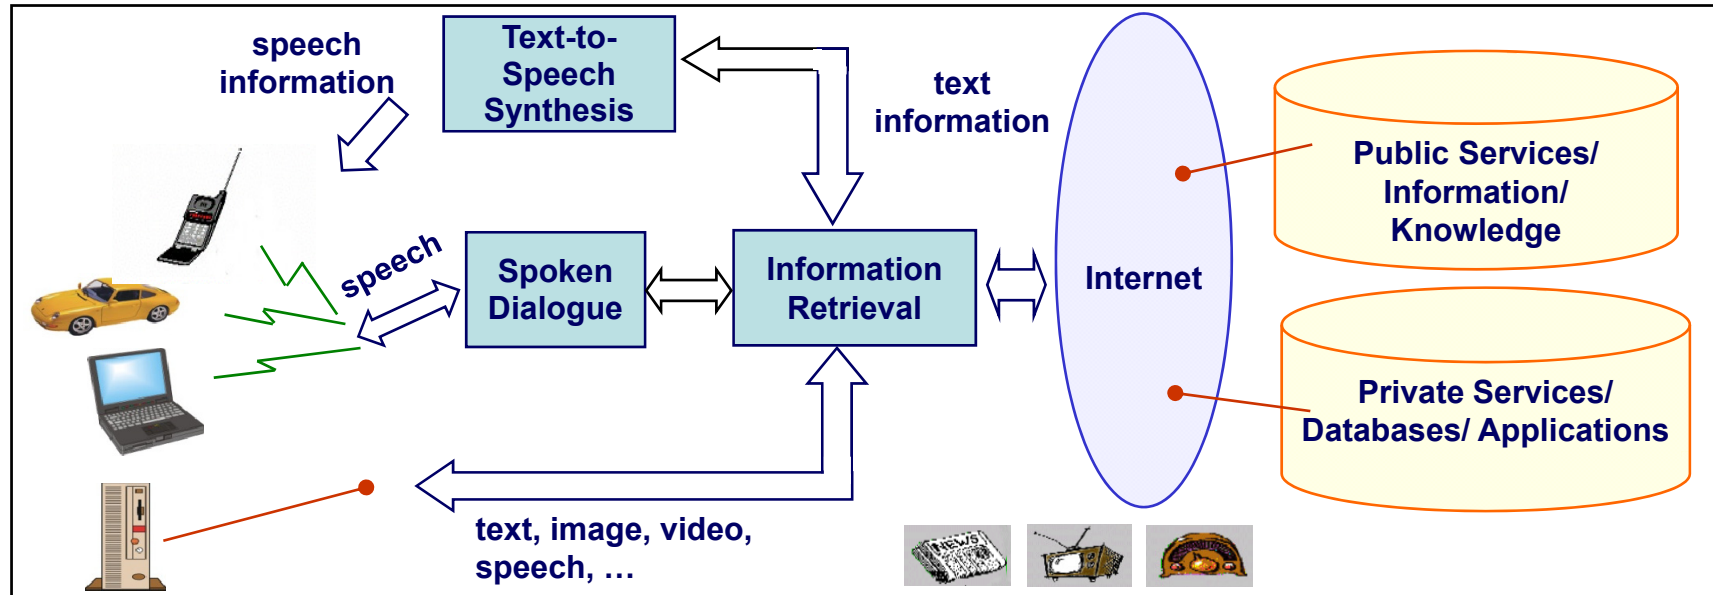 speech
information
Text-to-
Speech
Synthesis
text
information
Public Services/
Information/
Knowledge
speech
Spoken
Dialogue
Information
Retrieval
Internet
Private Services/
Databases/ Applications
text, image, video,
speech, …
NEWS